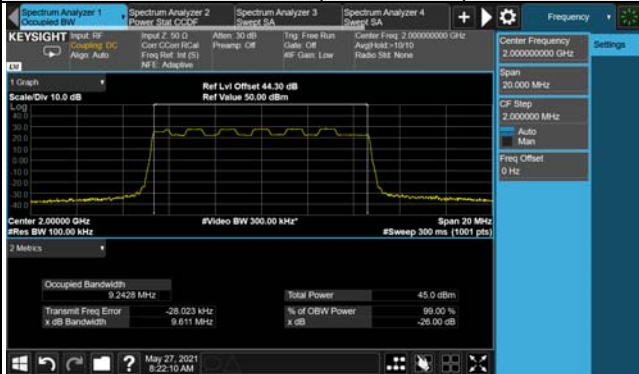 Spectrum Analyzer 1
Occupied BW
Spectrum Analyzer 2
Power Stat CCDF
Spectrum Analyzer 3
Swept SA
Spectrum Analyzer 4
Swept SA
+
Frequency
KEYSIGHT
Input: RF
Coupling: DC
Align: Auto
Input Z: 50 Ω
Corr CCorr RCal
Freq Ref: Int (S)
NFE: Adaptive
Atten: 30 dB
Preamp: Off
Trig: Free Run
Gate: Off
#IF Gain: Low
Center Freq: 2.000000000 GHz
Avg|Hold:>10/10
Radio Std: None
Center Frequency
2.000000000 GHz
Settings
Span
20.000 MHz
CF Step
2.000000 MHz
Auto
Man
Freq Offset
0 Hz
1 Graph
Scale/Div 10.0 dB
Ref Lvl Offset 44.30 dB
Ref Value 50.00 dBm
Log
40.0
30.0
20.0
10.0
0.00
-10.0
-20.0
-30.0
-40.0
Center 2.00000 GHz
#Res BW 100.00 kHz
#Video BW 300.00 kHz*
Span 20 MHz
#Sweep 300 ms (1001 pts)
2 Metrics
Occupied Bandwidth
9.2428 MHz
Total Power
45.0 dBm
Transmit Freq Error
-28.023 kHz
% of OBW Power
99.00 %
x dB Bandwidth
9.611 MHz
x dB
-26.00 dB
?
May 27, 2021
8:22:10 AM